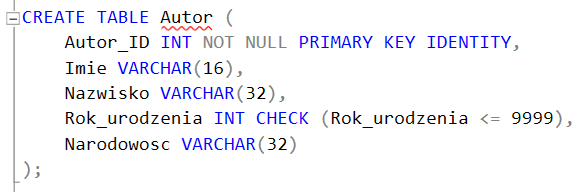 CREATE TABLE Autor (
Autor_ID INT NOT NULL PRIMARY KEY IDENTITY,
Imie VARCHAR(16),
Nazwisko VARCHAR(32),
Rok_urodzenia INT CHECK (Rok_urodzenia <= 9999),
Narodowosc VARCHAR(32)
);